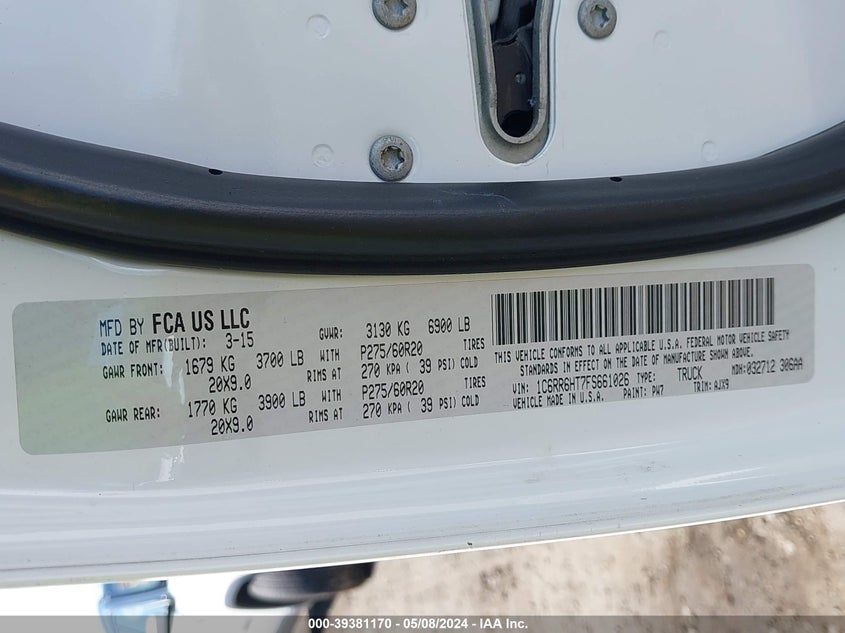 MFD BY FCA US LLC
DATE OF MFR(BUILT): 3-15 GVWR: 3130 KG 6900 LB
GAWR FRONT: 1679 KG 3700 LB WITH P275/60R20 TIRES
20X9.0 RIMS AT 270 KPA ( 39 PSI) COLD
GAWR REAR: 1770 KG 3900 LB WITH P275/60R20 TIRES
20X9.0 RIMS AT 270 KPA ( 39 PSI) COLD
THIS VEHICLE CONFORMS TO ALL APPLICABLE U.S.A. FEDERAL MOTOR VEHICLE SAFETY
STANDARDS IN EFFECT ON THE DATE OF MANUFACTURE SHOWN ABOVE.
VIN: 1C6RR6HT7FS661026 TYPE: TRUCK MDH:032712 306AA
VEHICLE MADE IN U.S.A. PAINT: PW7 TRIM: AJX9
000-39381170 - 05/08/2024 - IAA Inc.